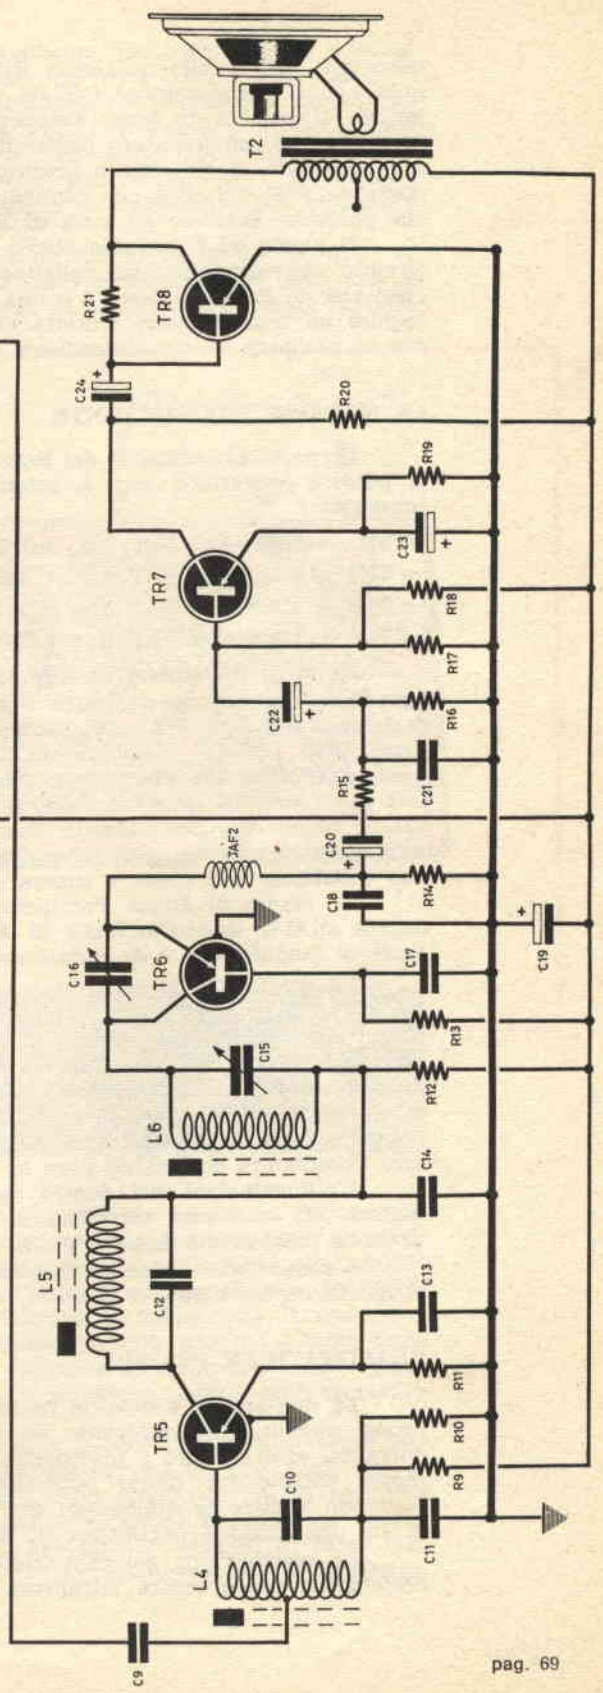 T2
R21
TR8
C24
+
R20
R19
TR7
C23
+
R18
R17
C22
+
R16
R15
C21
JAF2
C20
+
C18
R14
C16
TR6
C17
+
C19
C15
R13
L6
R12
C14
L5
C12
C13
TR5
R11
R10
C10
R9
L4
C11
C9
pag. 69